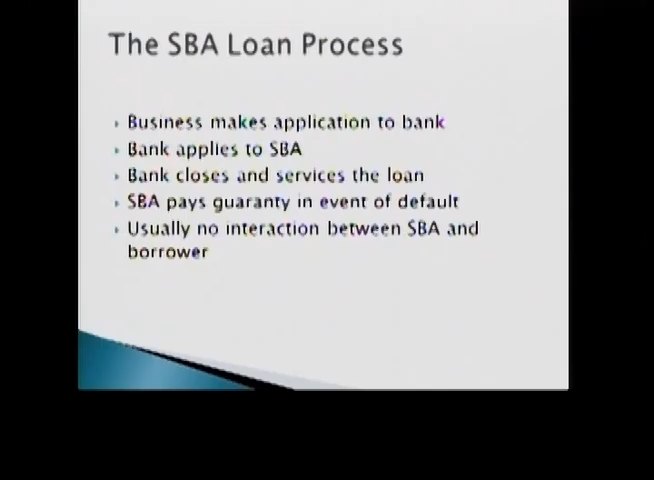 The SBA Loan Process
Business makes application to bank
Bank applies to SBA
Bank closes and services the loan
SBA pays guaranty in event of default
Usually no interaction between SBA and
borrower